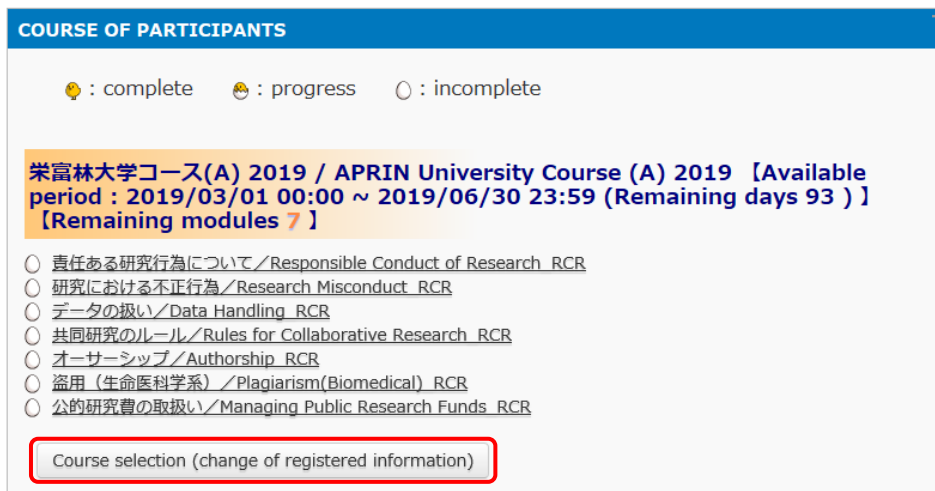 COURSE OF PARTICIPANTS
: complete : progress : incomplete
栄富林大学コース(A) 2019 / APRIN University Course (A) 2019 【Available
period : 2019/03/01 00:00 ~ 2019/06/30 23:59 (Remaining days 93 ) 】
【Remaining modules 7 】
責任ある研究行為について／Responsible Conduct of Research_RCR
研究における不正行為／Research Misconduct_RCR
データの扱い／Data Handling_RCR
共同研究のルール／Rules for Collaborative Research_RCR
オーサーシップ／Authorship_RCR
盗用（生命医科学系）／Plagiarism(Biomedical)_RCR
公的研究費の取扱い／Managing Public Research Funds_RCR
Course selection (change of registered information)